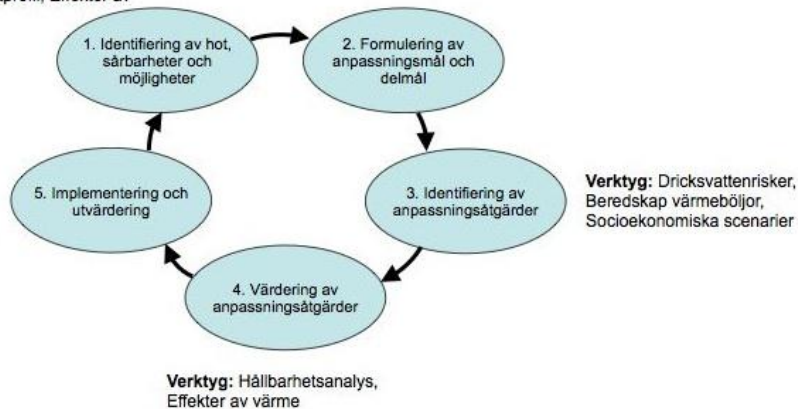 1. Identifiering av hot,
sårbarheter och
möjligheter
2. Formulering av
anpassningsmål och
delmål
3. Identifiering av
anpassningsåtgärder
Verktyg: Dricksvattenrisker,
Beredskap värmeböljor,
Socioekonomiska scenarier
4. Värdering av
anpassningsåtgärder
Verktyg: Hållbarhetsanalys,
Effekter av värme
5. Implementering och
utvärdering